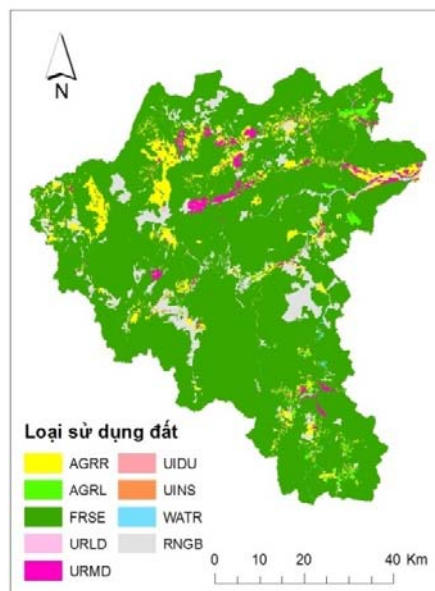 N
Loại sử dụng đất
AGRR UIDU
AGRL UINS
FRSE WATR
URLD RNGB
URMD
0 10 20 40 Km